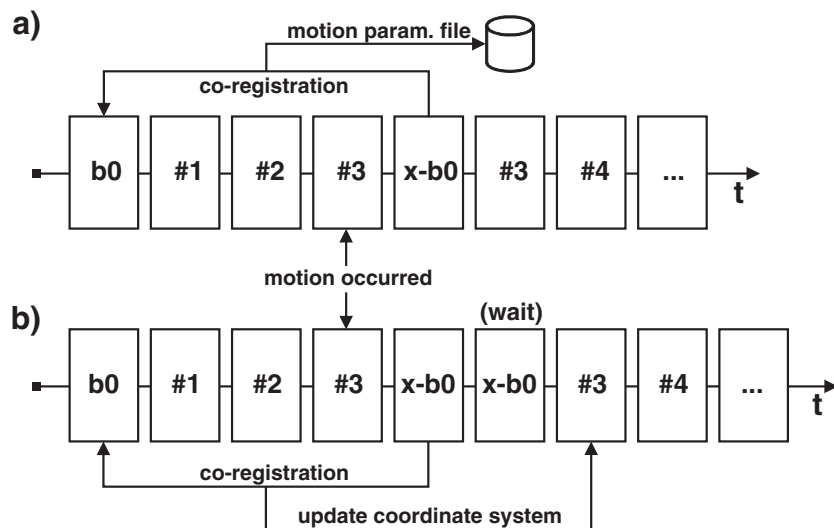 a)
motion param. file
co-registration
b0 #1 #2 #3 x-b0 #3 #4 ...
t
motion occurred
b)
(wait)
b0 #1 #2 #3 x-b0 x-b0 #3 #4 ...
t
co-registration
update coordinate system